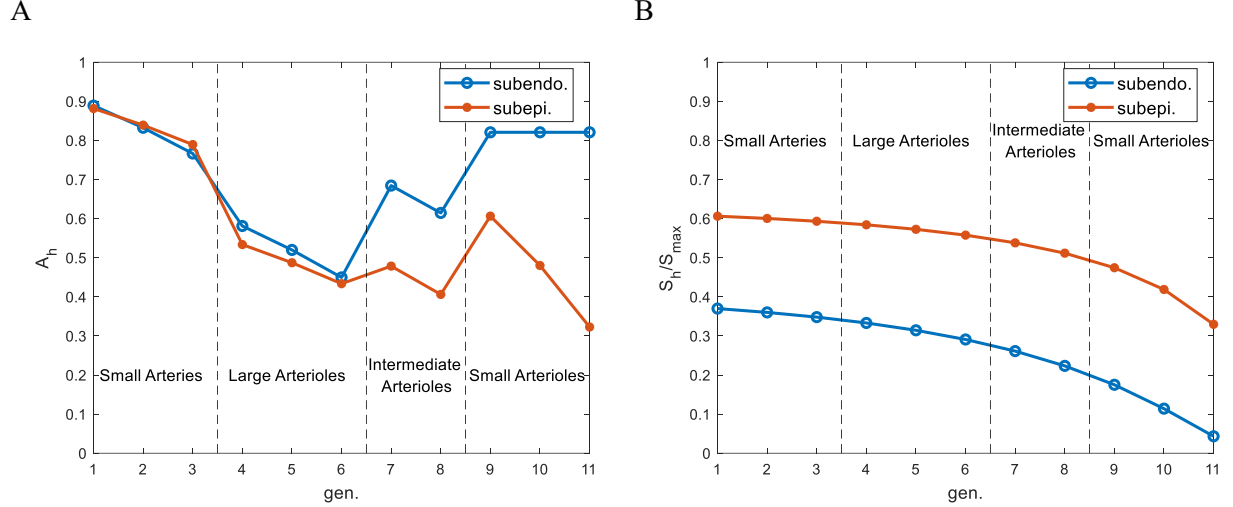 A
1
0.9
0.8
0.7
0.6
0.5
0.4
0.3
0.2
0.1
0
A_h
subendo.
subepi.
Small Arteries
Large Arterioles
Intermediate
Arterioles
Small Arterioles
1 2 3 4 5 6 7 8 9 10 11
gen.
B
1
0.9
0.8
0.7
0.6
0.5
0.4
0.3
0.2
0.1
0
S_h/S_max
subendo.
subepi.
Small Arteries
Large Arterioles
Intermediate
Arterioles
Small Arterioles
1 2 3 4 5 6 7 8 9 10 11
gen.